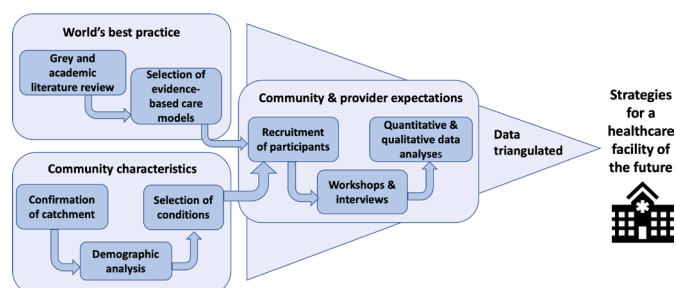 World's best practice
Grey and
academic
literature review
Selection of
evidence-
based care
models
Community characteristics
Confirmation
of catchment
Demographic
analysis
Selection of
conditions
Community & provider expectations
Recruitment
of participants
Workshops &
interviews
Quantitative &
qualitative data
analyses
Data
triangulated
Strategies
for a
healthcare
facility of
the future